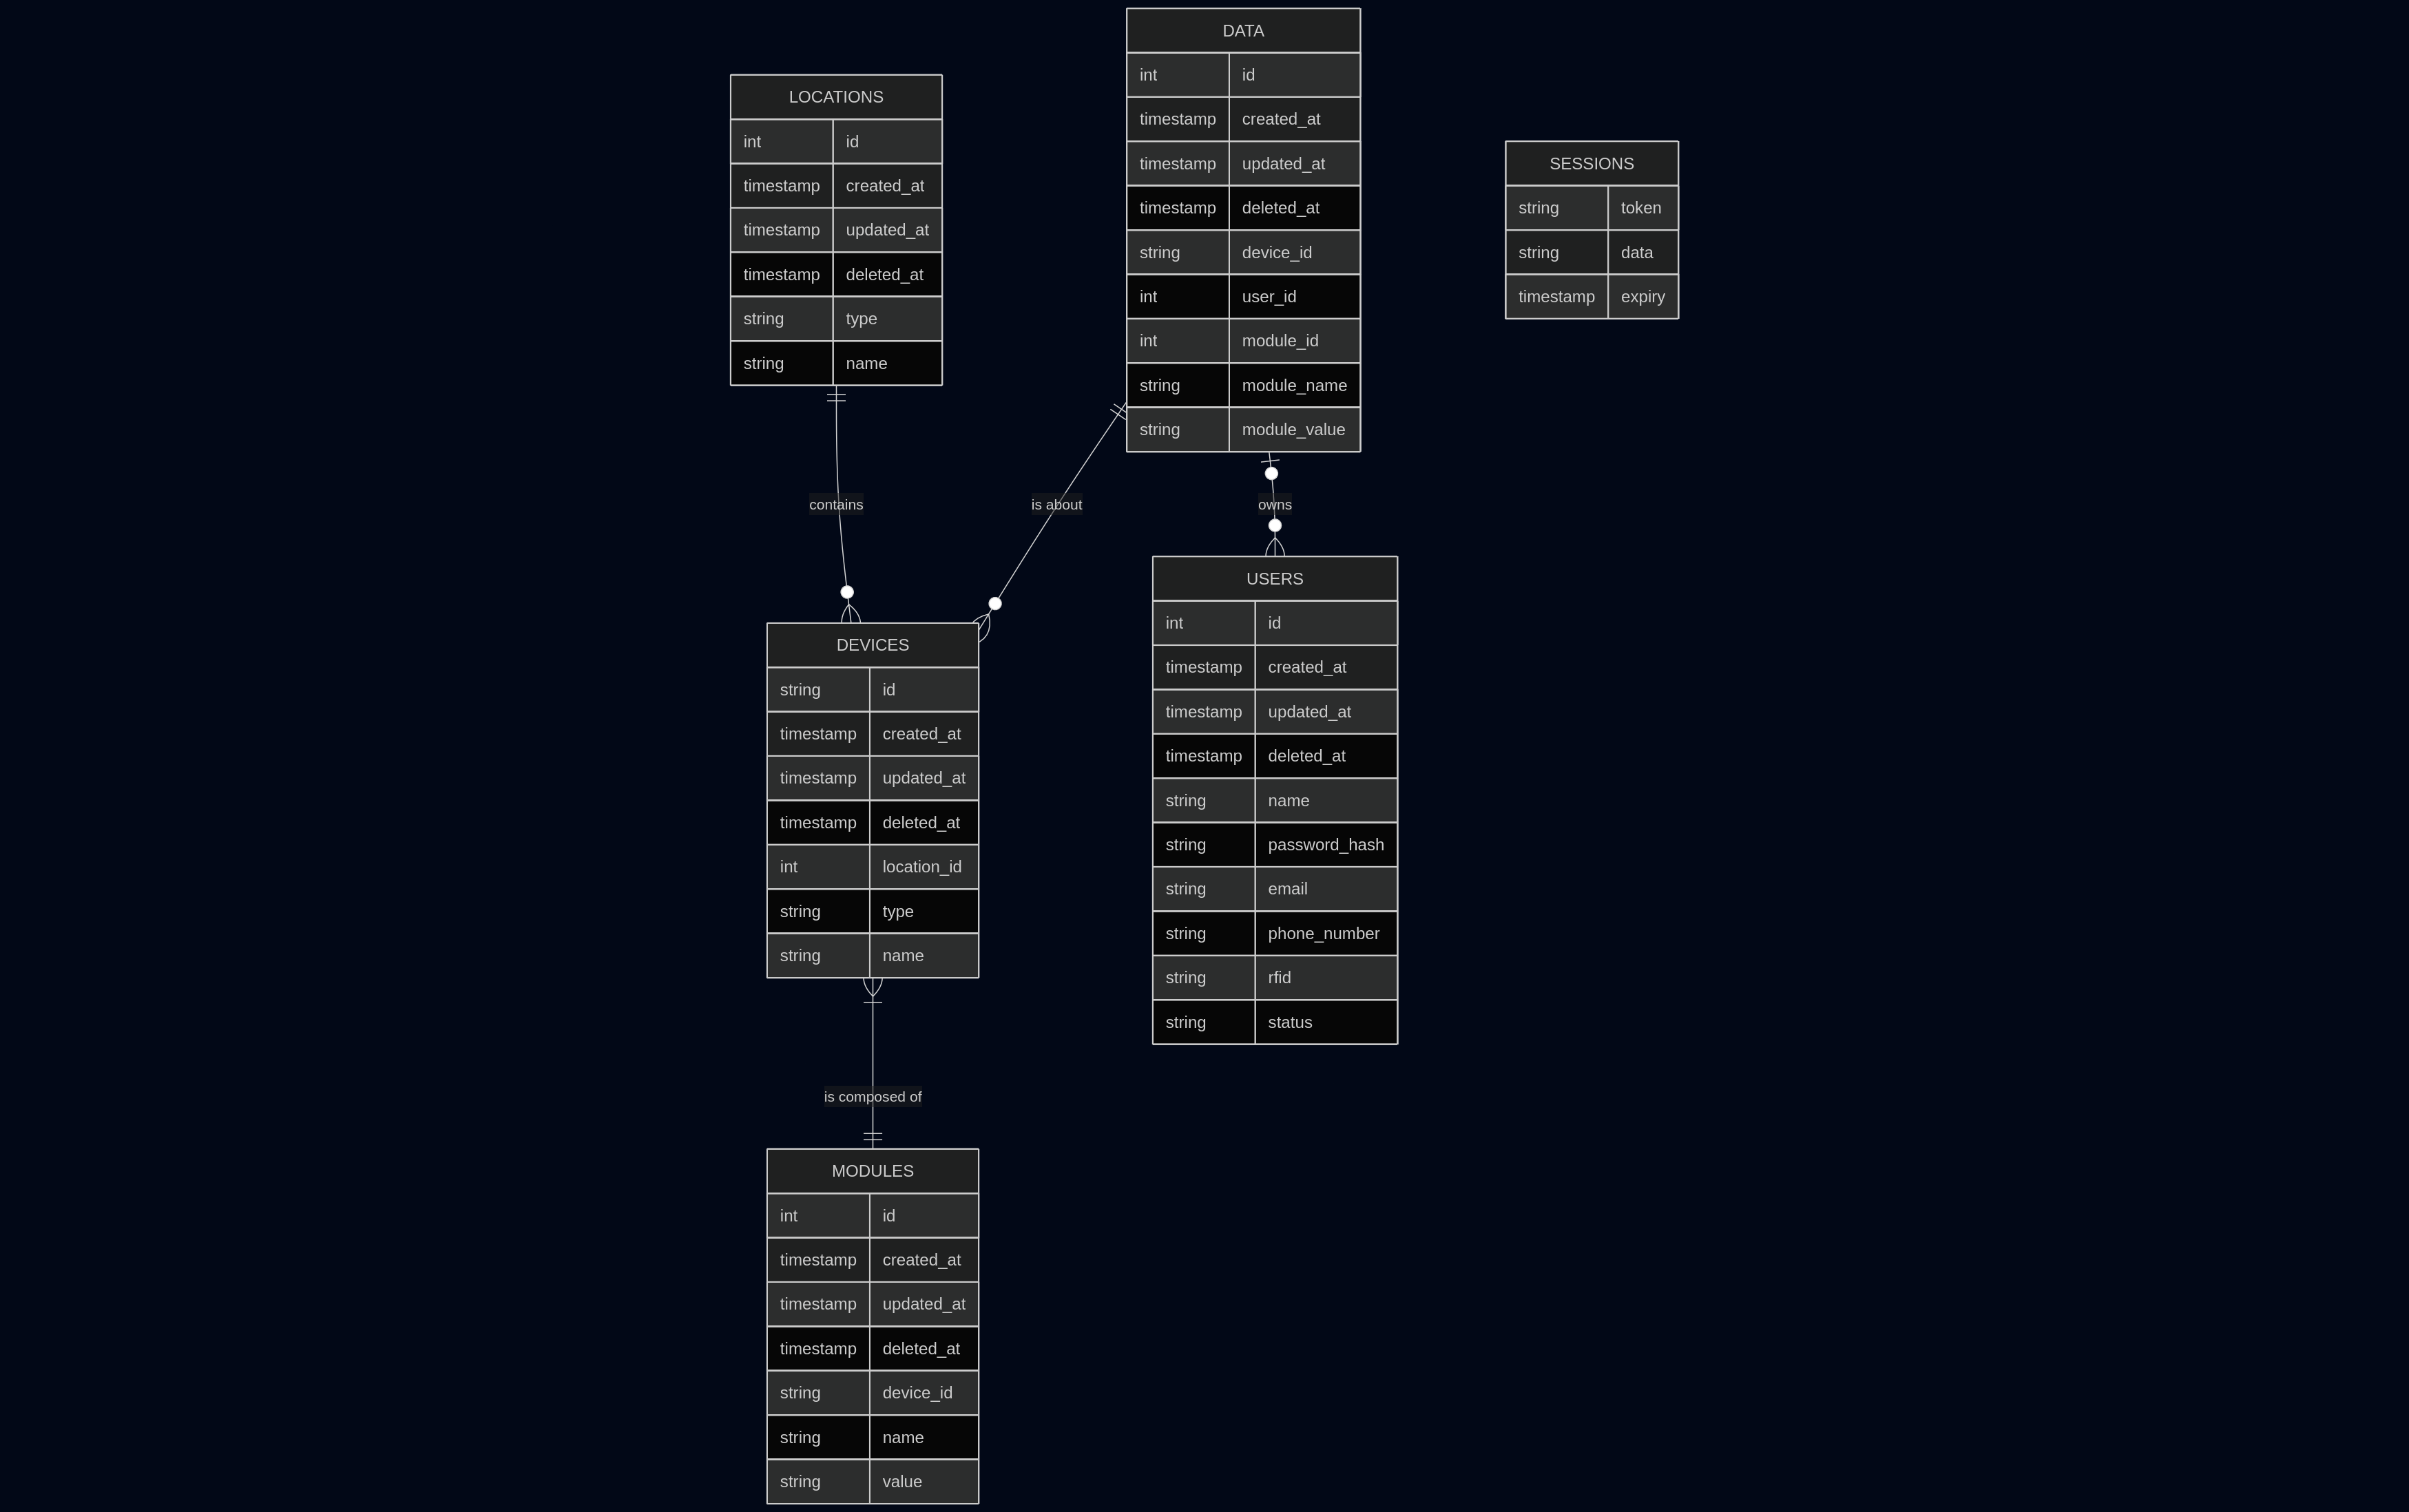 LOCATIONS
int id
timestamp created_at
timestamp updated_at
timestamp deleted_at
string type
string name
DATA
int id
timestamp created_at
timestamp updated_at
timestamp deleted_at
string device_id
int user_id
int module_id
string module_name
string module_value
SESSIONS
string token
string data
timestamp expiry
contains
is about
owns
DEVICES
string id
timestamp created_at
timestamp updated_at
timestamp deleted_at
int location_id
string type
string name
USERS
int id
timestamp created_at
timestamp updated_at
timestamp deleted_at
string name
string password_hash
string email
string phone_number
string rfid
string status
is composed of
MODULES
int id
timestamp created_at
timestamp updated_at
timestamp deleted_at
string device_id
string name
string value